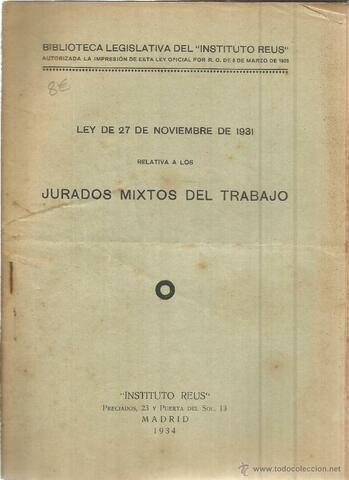 BIBLIOTECA LEGISLATIVA DEL "INSTITUTO REUS"
AUTORIZADA LA IMPRESIÓN DE ESTA LEY OFICIAL POR R. O. DE 5 DE MARZO DE 1905
8€
LEY DE 27 DE NOVIEMBRE DE 1931
RELATIVA A LOS
JURADOS MIXTOS DEL TRABAJO
"INSTITUTO REUS"
PRECIADOS, 23 Y PUERTA DEL SOL, 13
MADRID
1934
www.todocoleccion.net